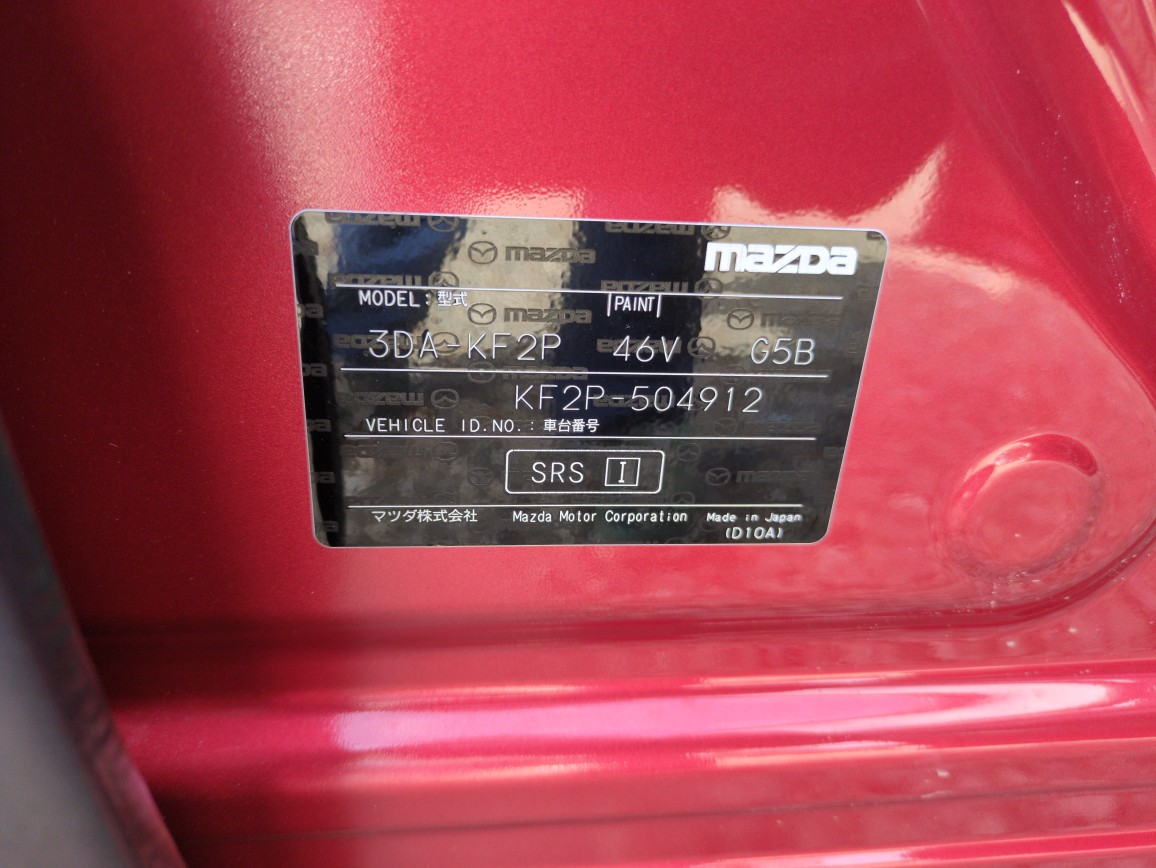 mazda
MODEL : 型式 PAINT
3DA-KF2P 46V G5B
KF2P-504912
VEHICLE ID.NO. : 車台番号
SRS I
マツダ株式会社 Mazda Motor Corporation Made in Japan
(D10A)